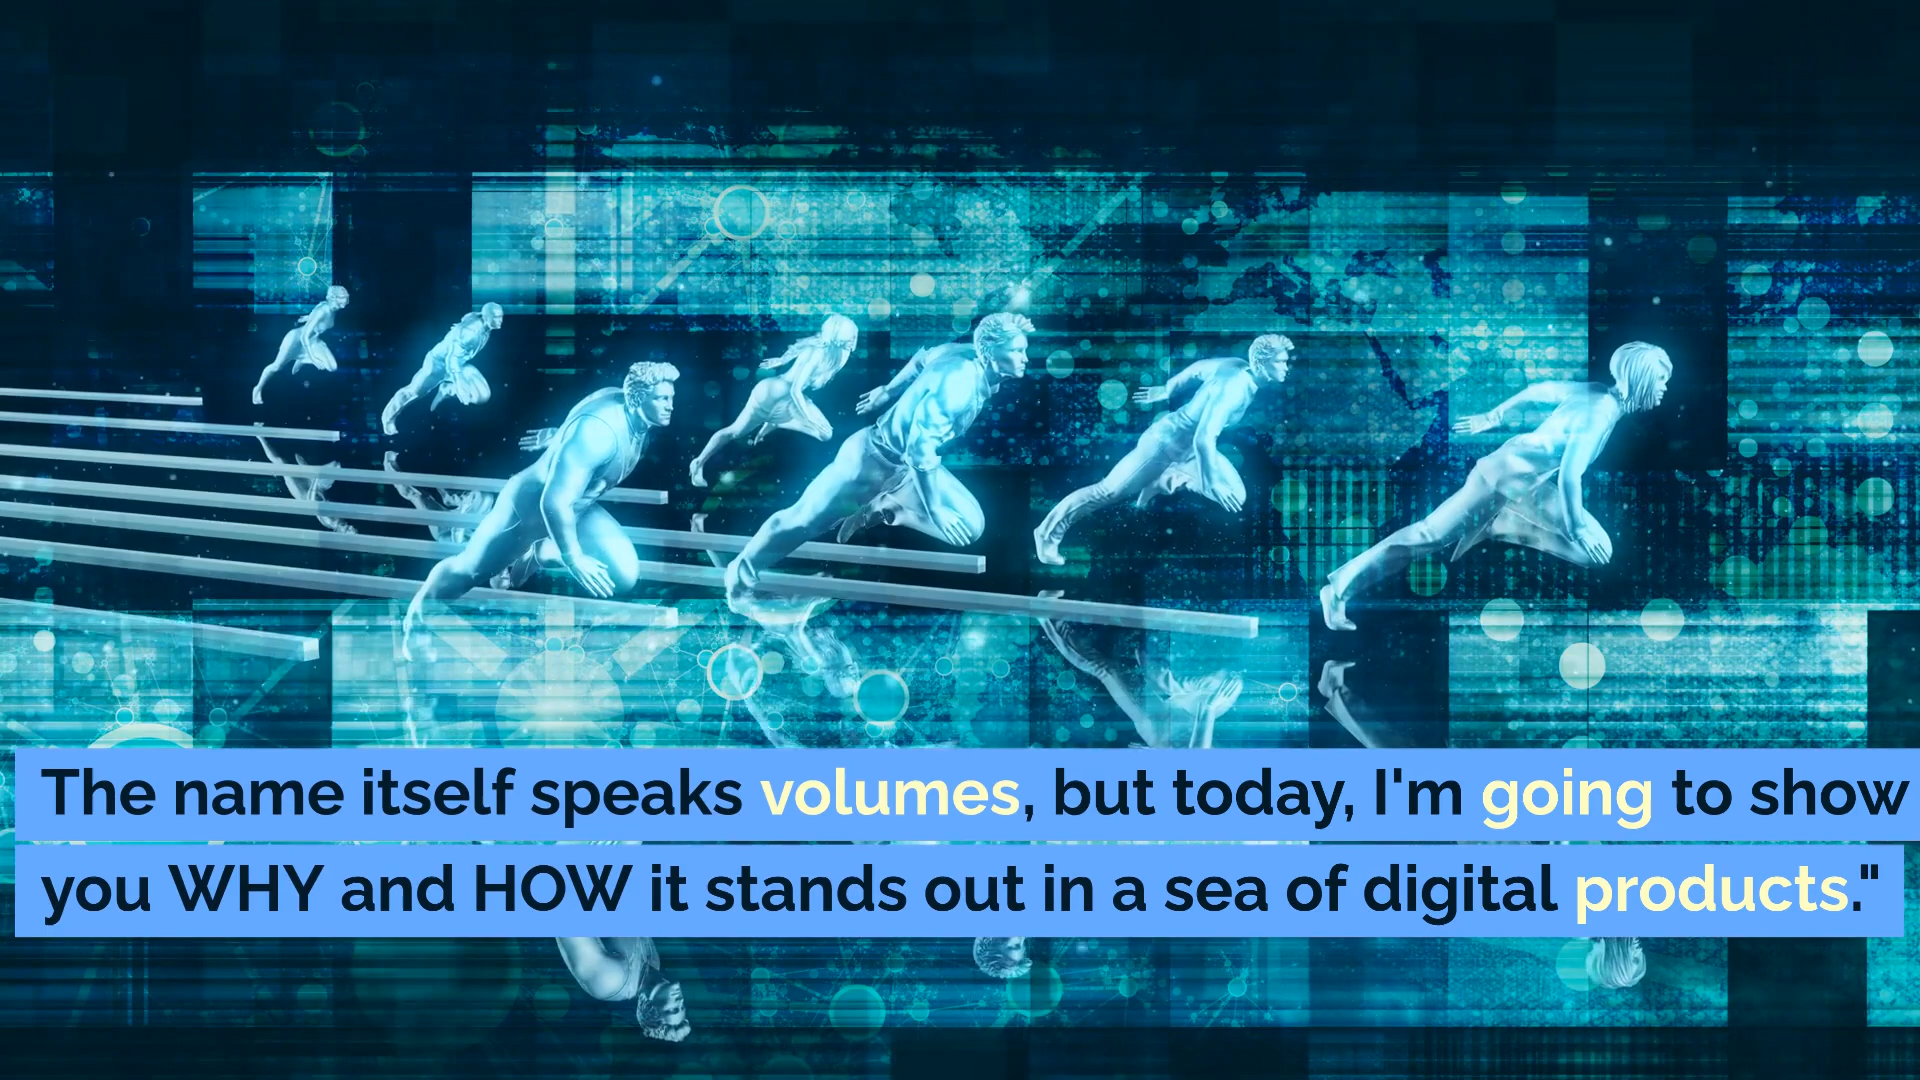 The name itself speaks volumes, but today, I'm going to show
you WHY and HOW it stands out in a sea of digital products."